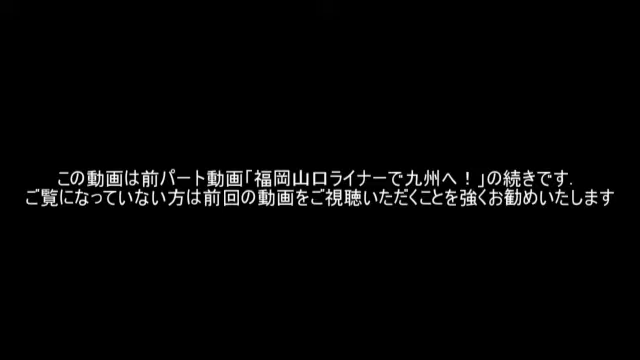 この動画は前パート動画｢福岡山口ライナーで九州へ！｣の続きです.
ご覧になっていない方は前回の動画をご視聴いただくことを強くお勧めいたします